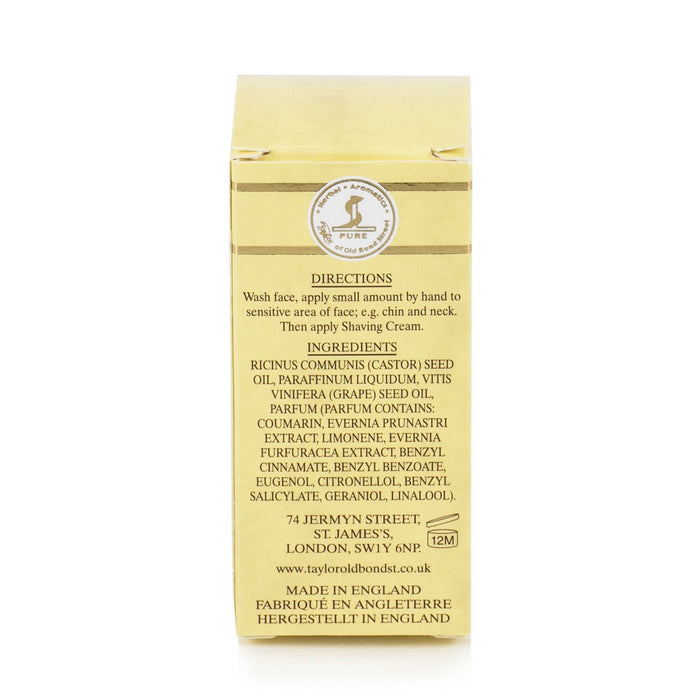 Herbal • Aromatics •
PURE
Taylor of Old Bond Street
DIRECTIONS
Wash face, apply small amount by hand to
sensitive area of face; e.g. chin and neck.
Then apply Shaving Cream.
INGREDIENTS
RICINUS COMMUNIS (CASTOR) SEED
OIL, PARAFFINUM LIQUIDUM, VITIS
VINIFERA (GRAPE) SEED OIL,
PARFUM (PARFUM CONTAINS:
COUMARIN, EVERNIA PRUNASTRI
EXTRACT, LIMONENE, EVERNIA
FURFURACEA EXTRACT, BENZYL
CINNAMATE, BENZYL BENZOATE,
EUGENOL, CITRONELLOL, BENZYL
SALICYLATE, GERANIOL, LINALOOL).
74 JERMYN STREET,
ST. JAMES'S,
LONDON, SW1Y 6NP.
12M
www.tayloroldbondst.co.uk
MADE IN ENGLAND
FABRIQUÉ EN ANGLETERRE
HERGESTELLT IN ENGLAND